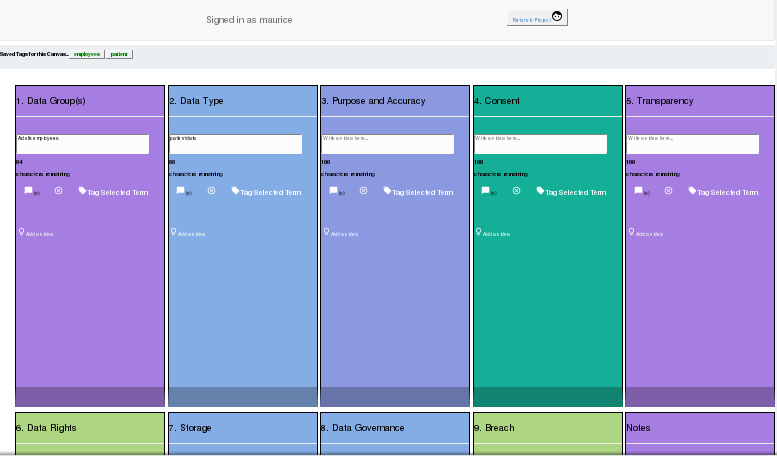 Signed in as maurice
Return to Project
Saved Tags for this Canvas... employees patient
1. Data Group(s) 2. Data Type 3. Purpose and Accuracy 4. Consent 5. Transparency
patient data Write an idea here... Write an idea here... Write an idea here...
84 88 100 100 100
characters remaining characters remaining characters remaining characters remaining characters remaining
(0) Tag Selected Term (0) Tag Selected Term (0) Tag Selected Term (0) Tag Selected Term (0) Tag Selected Term
Add an idea Add an idea Add an idea Add an idea Add an idea
6. Data Rights 7. Storage 8. Data Governance 9. Breach Notes